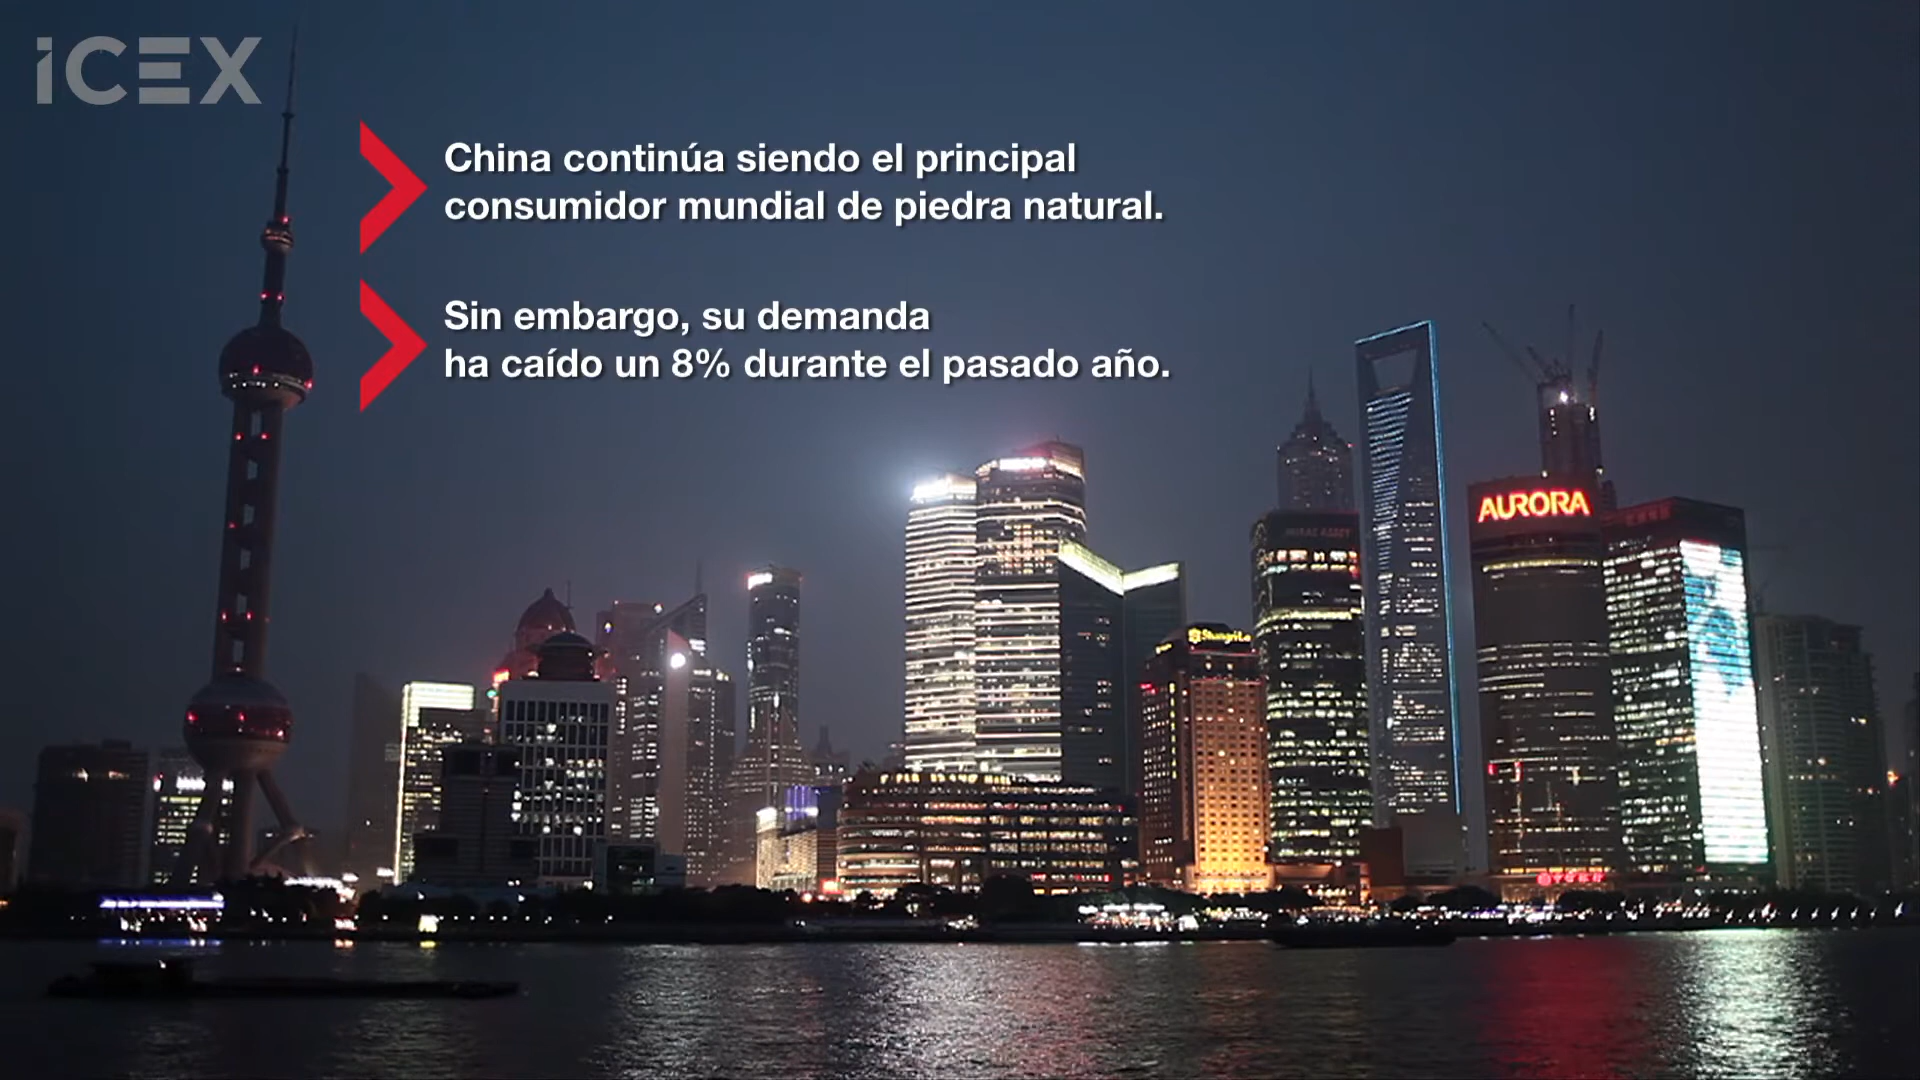 iCEX
China continúa siendo el principal
consumidor mundial de piedra natural.
Sin embargo, su demanda
ha caído un 8% durante el pasado año.
AURORA